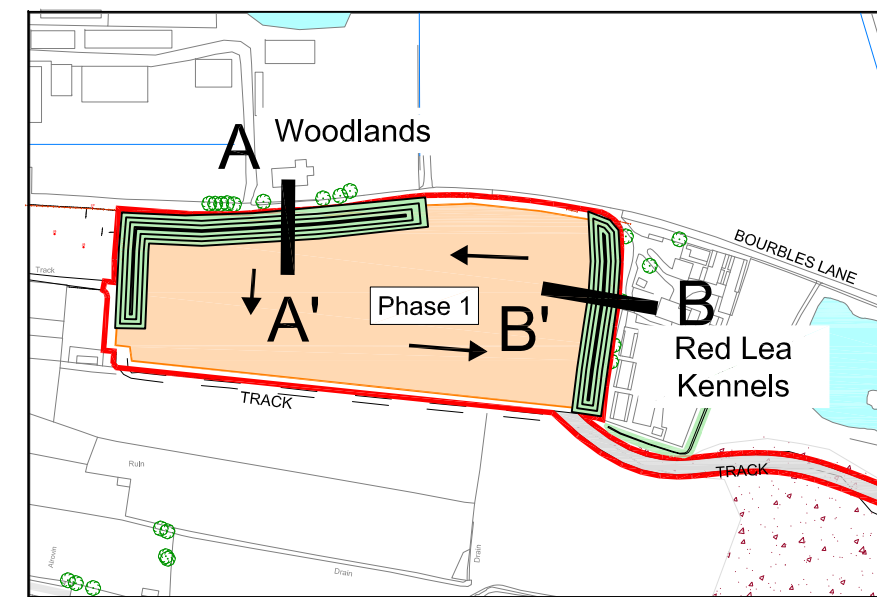 Woodlands
A
BOURBLES LANE
Track
Phase 1
A'
B'
B
Red Lea
Kennels
TRACK
TRACK
Ruin
Drain
Drain